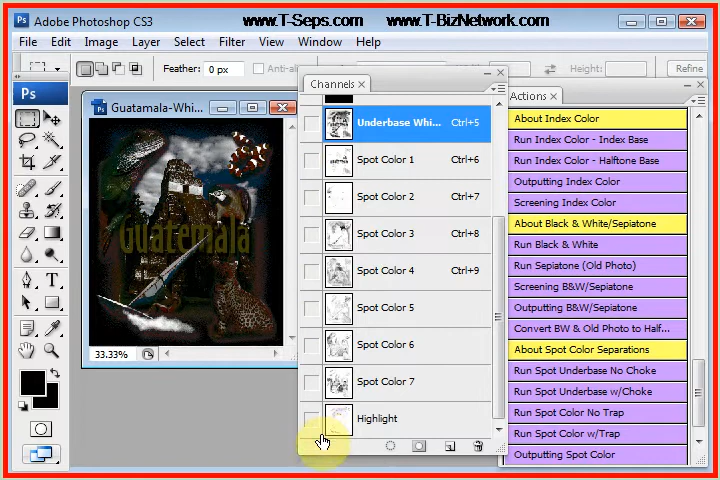 Adobe Photoshop CS3
www.T-Seps.com www.T-BizNetwork.com
File Edit Image Layer Select Filter View Window Help
Feather: 0 px Anti-ali Width: Height: Refine
Ps
Guatamala-Whi...
Guatemala
33.33%
Channels x
Underbase Whi... Ctrl+5
Spot Color 1 Ctrl+6
Spot Color 2 Ctrl+7
Spot Color 3 Ctrl+8
Spot Color 4 Ctrl+9
Spot Color 5
Spot Color 6
Spot Color 7
Highlight
Actions x
About Index Color
Run Index Color - Index Base
Run Index Color - Halftone Base
Outputting Index Color
Screening Index Color
About Black & White/Sepiatone
Run Black & White
Run Sepiatone (Old Photo)
Screening B&W/Sepiatone
Outputting B&W/Sepiatone
Convert BW & Old Photo to Half...
About Spot Color Separations
Run Spot Underbase No Choke
Run Spot Underbase w/Choke
Run Spot Color No Trap
Run Spot Color w/Trap
Outputting Spot Color